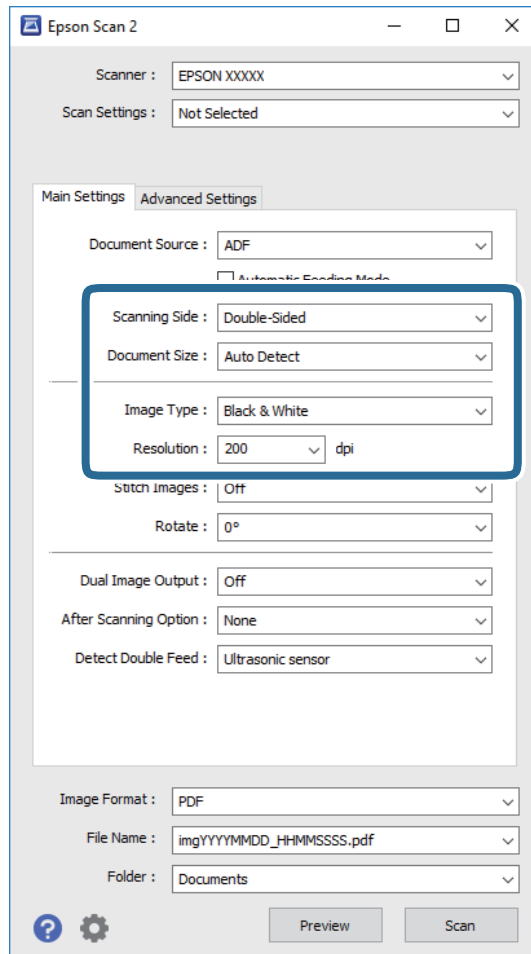 Epson Scan 2
Scanner : EPSON XXXXX
Scan Settings : Not Selected
Main Settings Advanced Settings
Document Source : ADF
Automatic Feeding Mode
Scanning Side : Double-Sided
Document Size : Auto Detect
Image Type : Black & White
Resolution : 200 dpi
Stitch Images : Off
Rotate : 0°
Dual Image Output : Off
After Scanning Option : None
Detect Double Feed : Ultrasonic sensor
Image Format : PDF
File Name : imgYYYYMMDD_HHMMSSSS.pdf
Folder : Documents
? Preview Scan